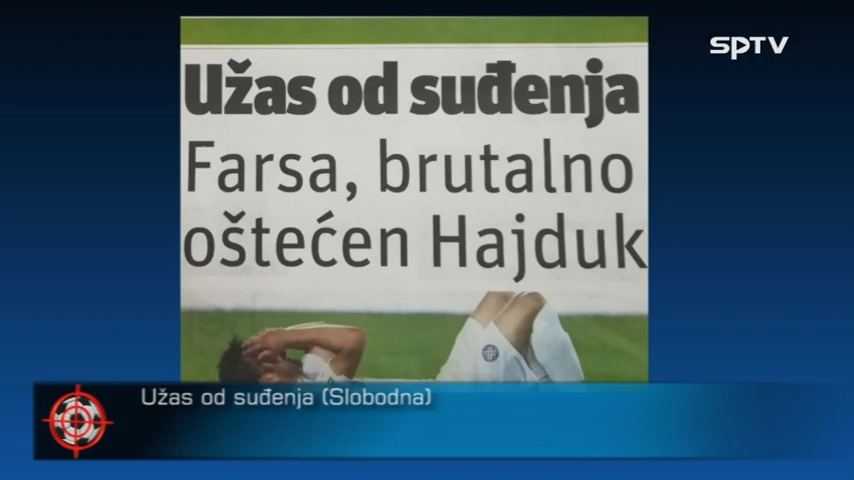 SPTV
Užas od suđenja
Farsa, brutalno
oštećen Hajduk
Užas od suđenja (Slobodna)